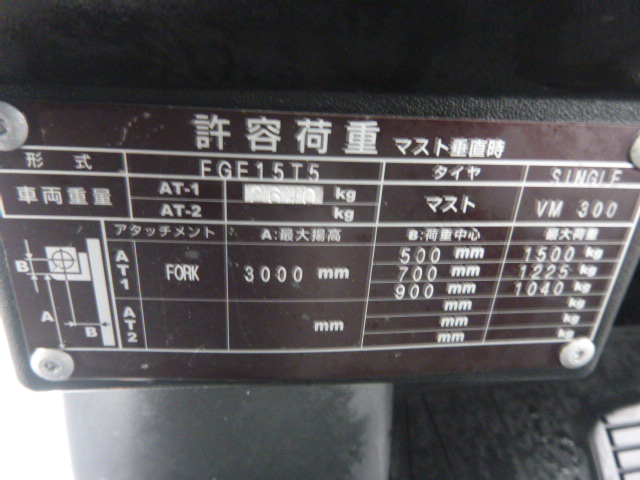 許容荷重 マスト垂直時
形式 FGE15T5 タイヤ SINGLE
車両重量 AT-1 2640 kg マスト VM 300
AT-2 kg
アタッチメント A:最大揚高 B:荷重中心 最大荷重
B A B
AT1 FORK 3000 mm 500 mm 1500 kg
700 mm 1225 kg
900 mm 1040 kg
AT2 mm mm kg
mm kg
mm kg